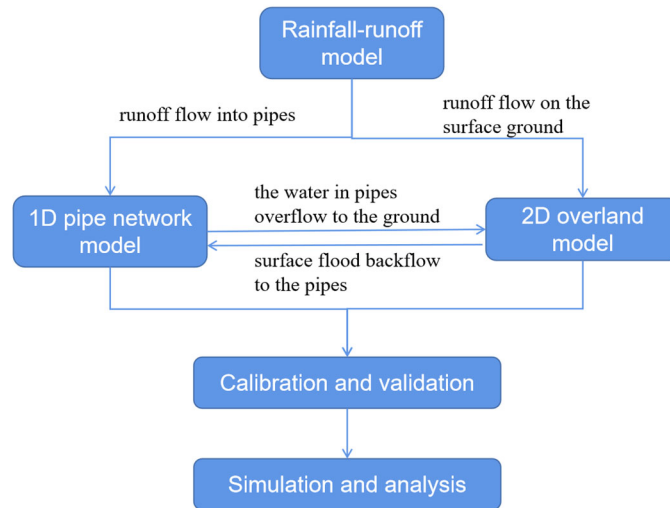 Rainfall-runoff
model
runoff flow into pipes
runoff flow on the
surface ground
1D pipe network
model
the water in pipes
overflow to the ground
2D overland
model
surface flood backflow
to the pipes
Calibration and validation
Simulation and analysis